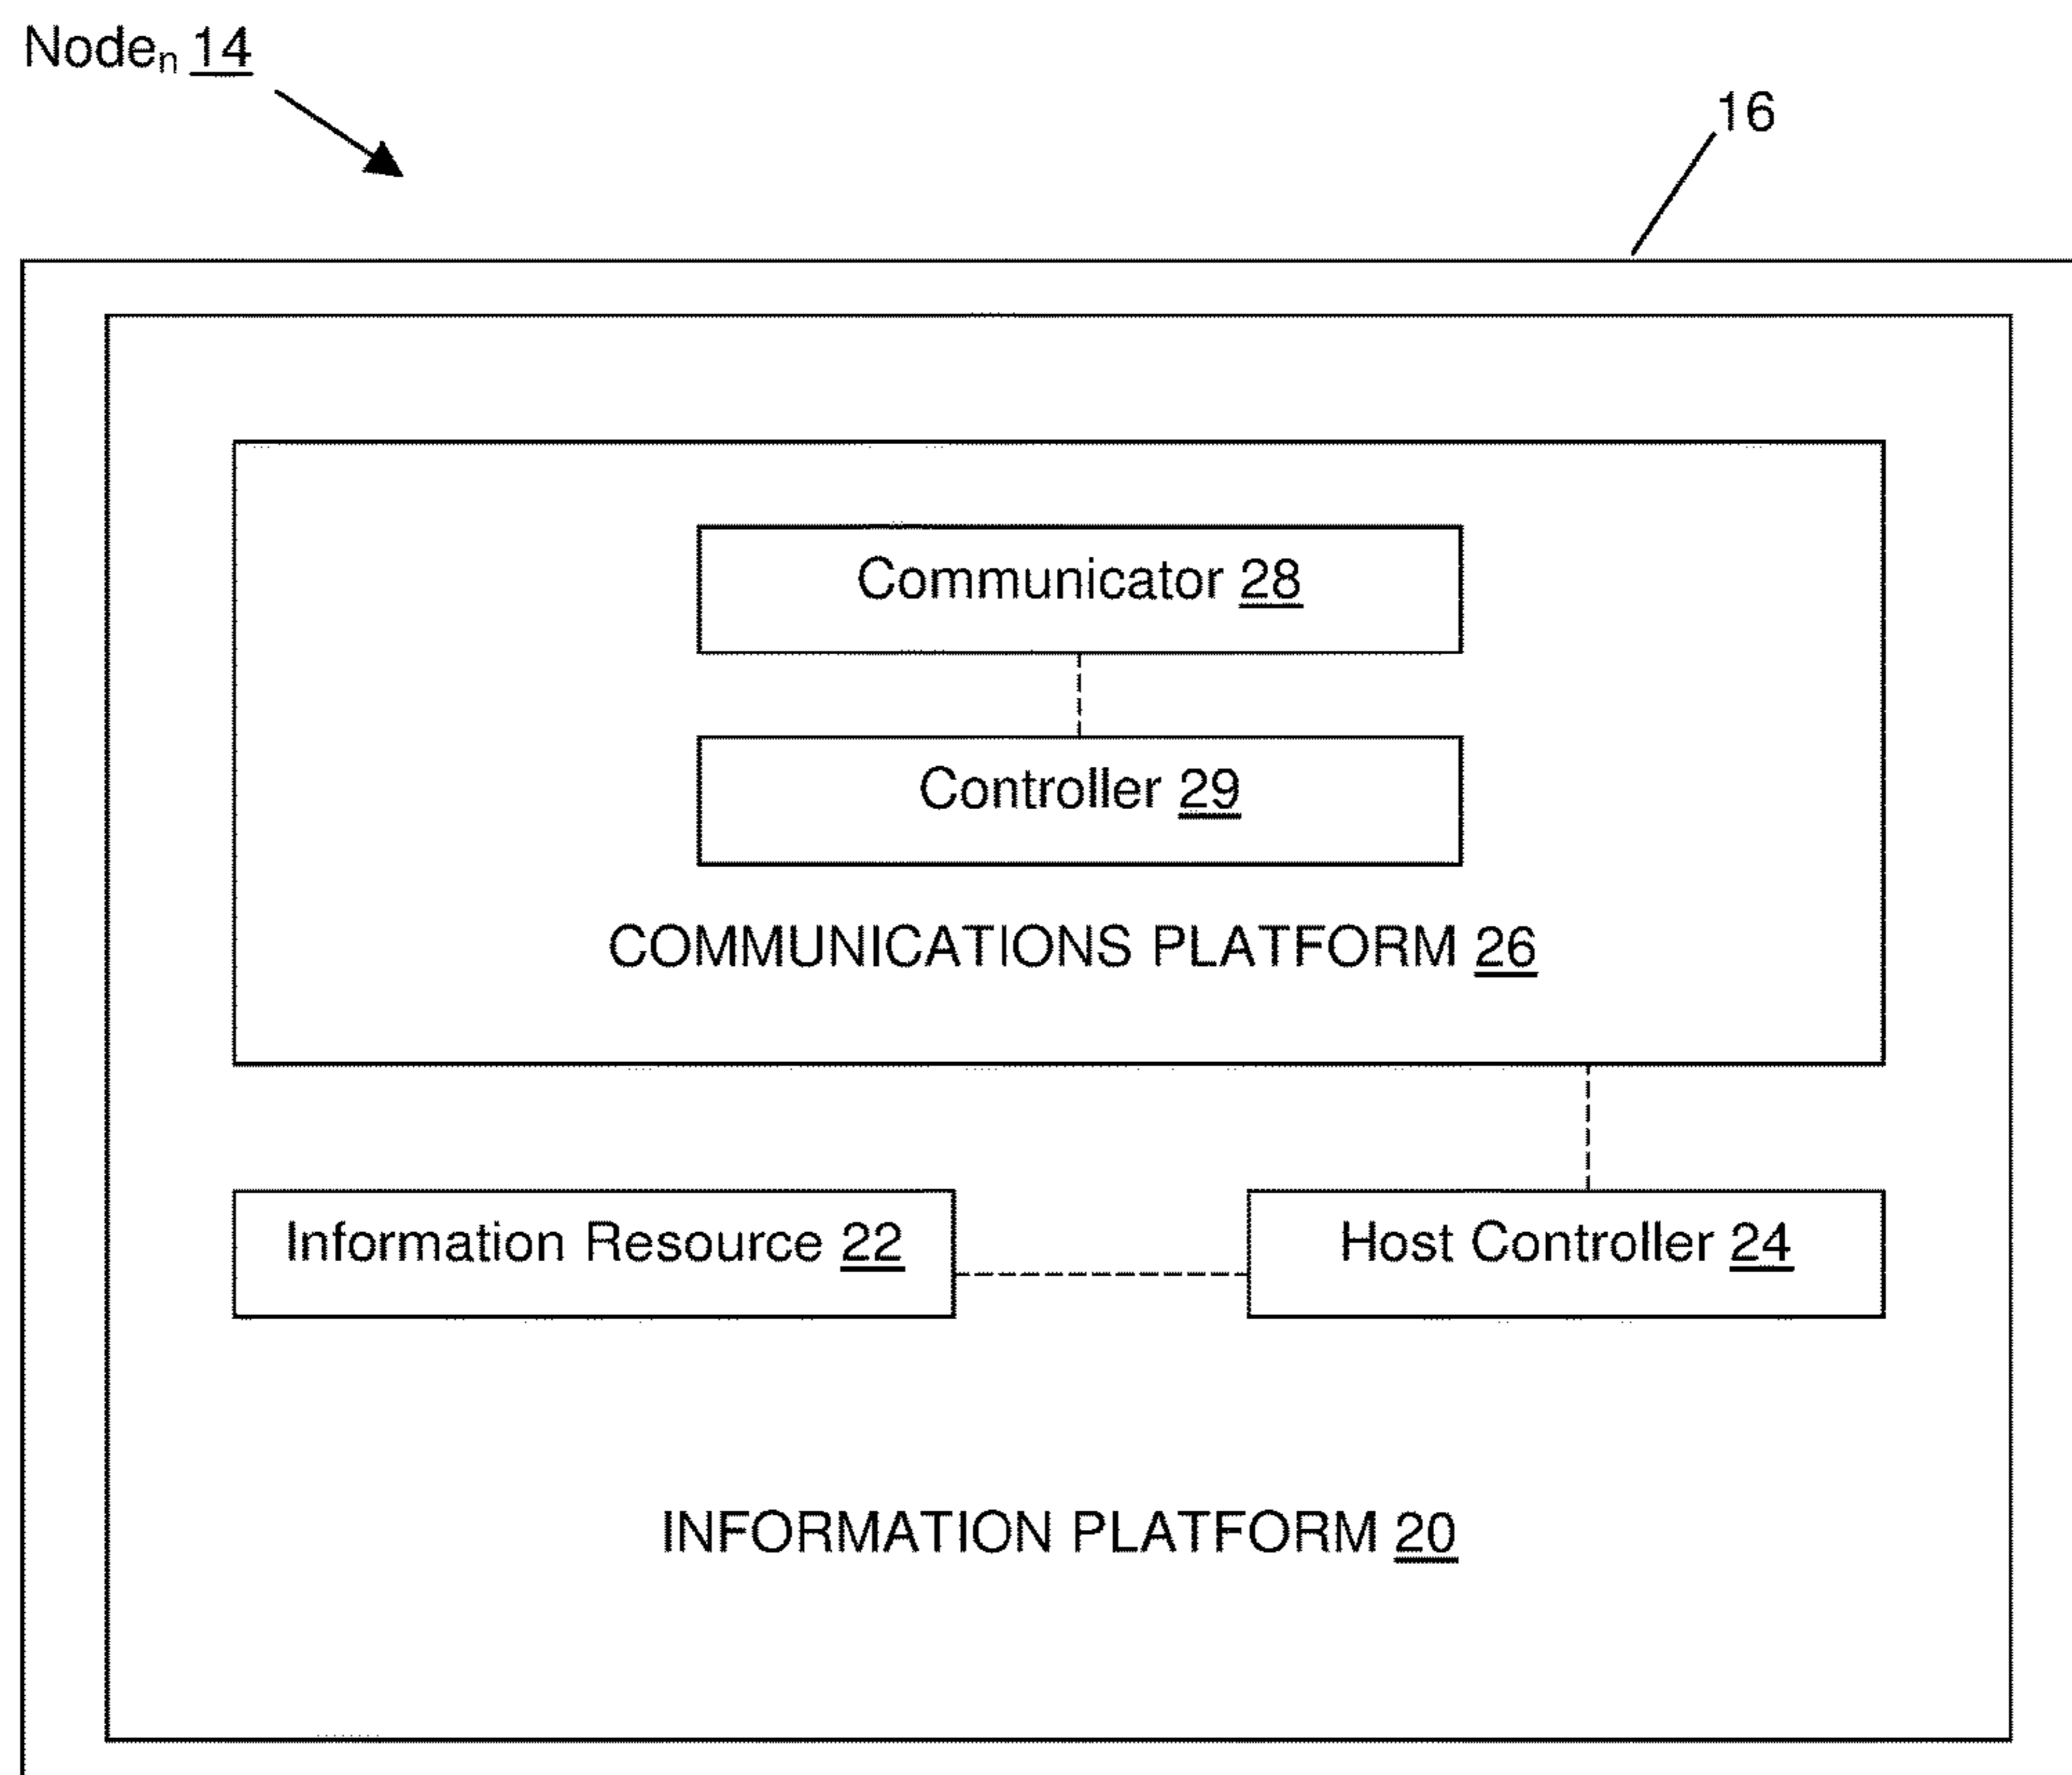 Nodeₙ 14
16
Communicator 28
Controller 29
COMMUNICATIONS PLATFORM 26
Information Resource 22
Host Controller 24
INFORMATION PLATFORM 20